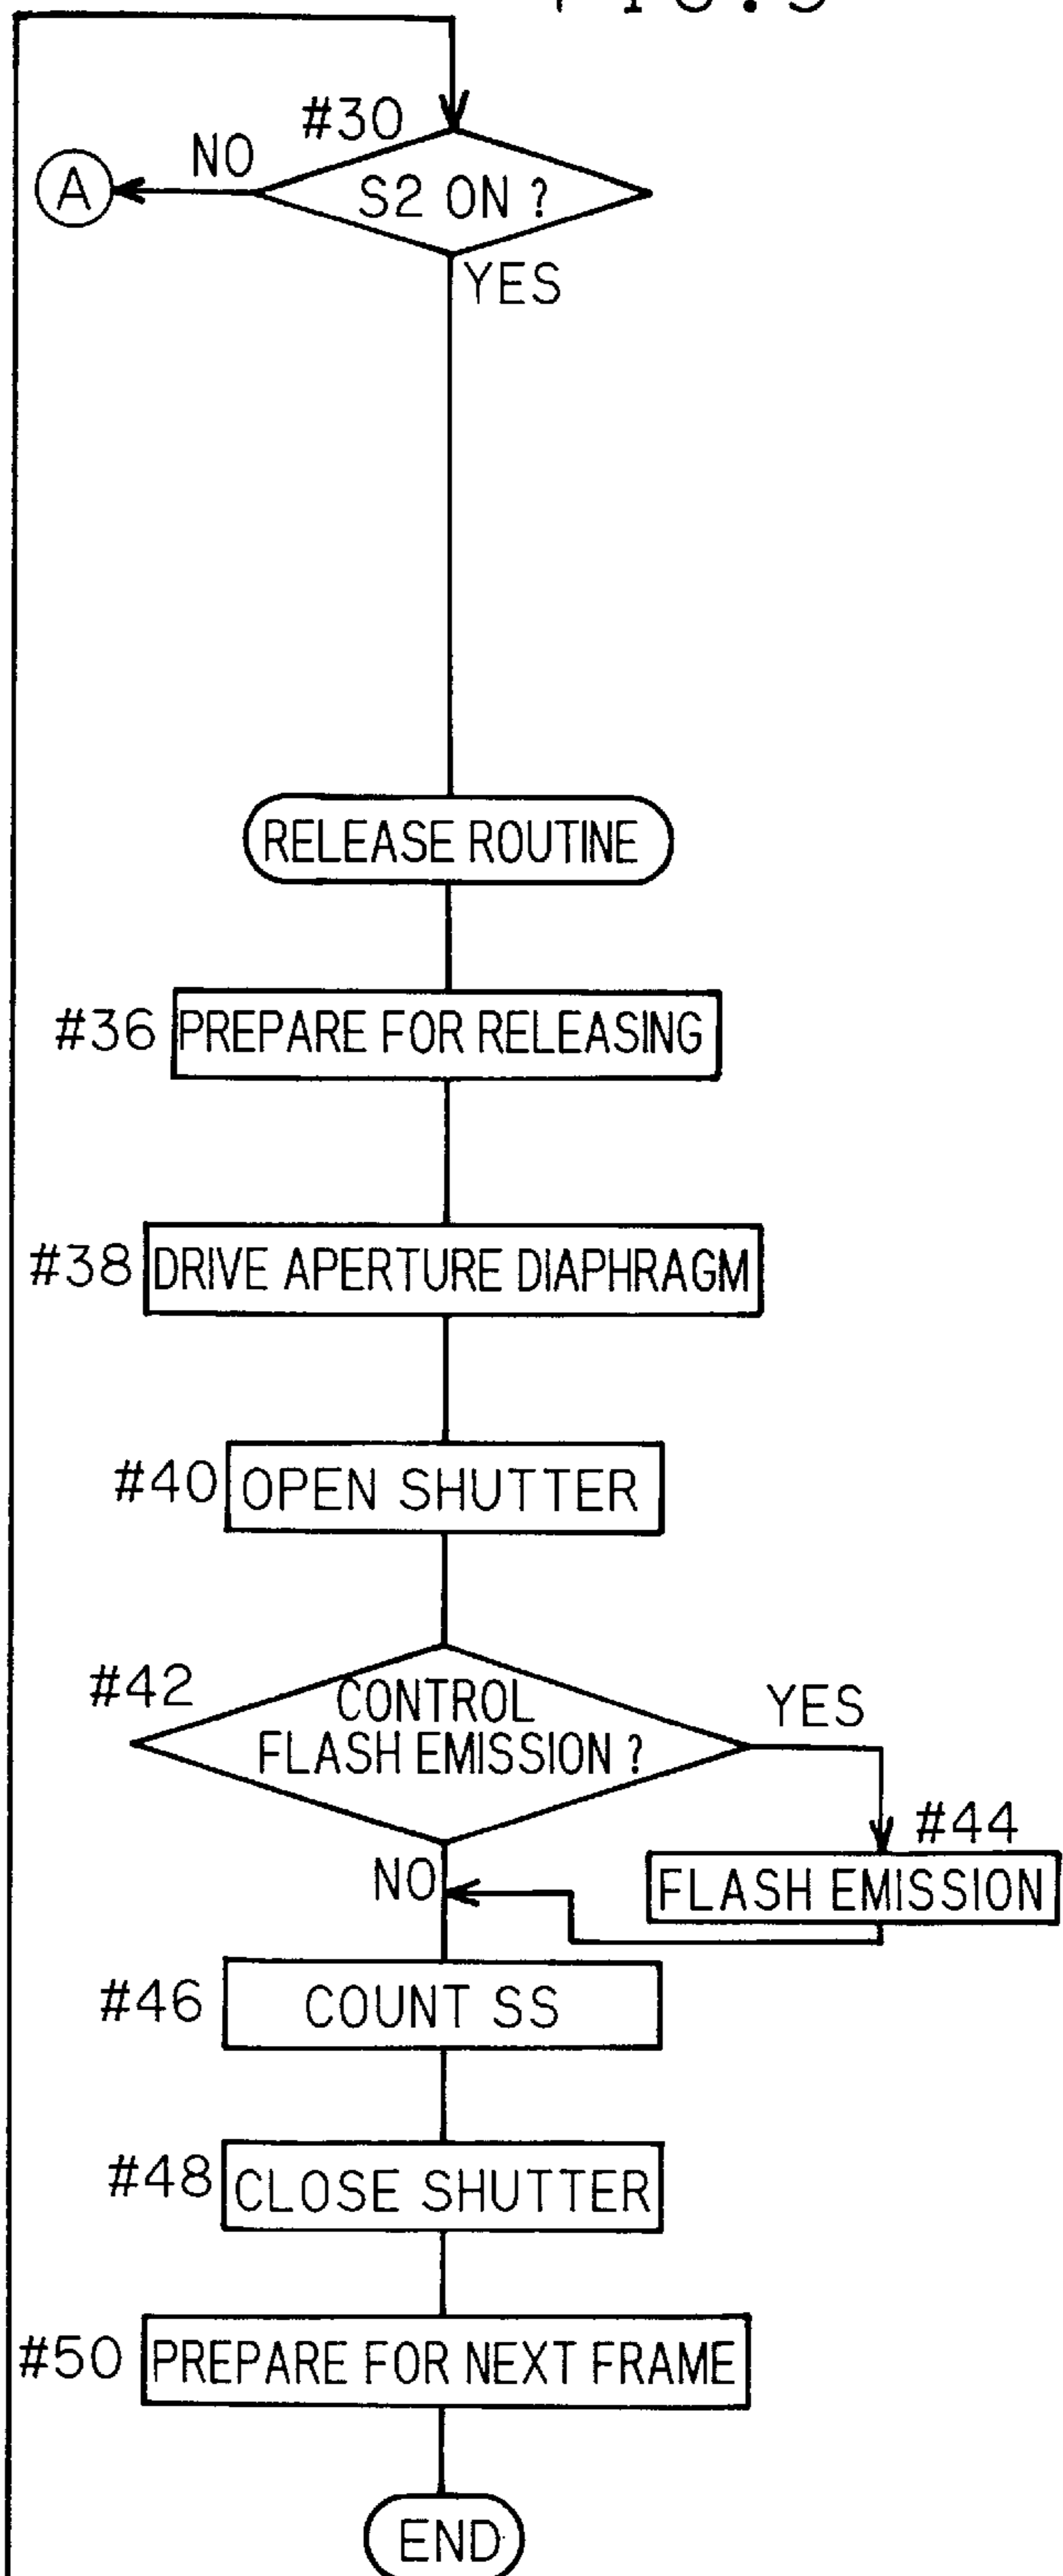 #30
NO
A
S2 ON ?
YES
RELEASE ROUTINE
#36 PREPARE FOR RELEASING
#38 DRIVE APERTURE DIAPHRAGM
#40 OPEN SHUTTER
#42
CONTROL
FLASH EMISSION ?
YES
#44
FLASH EMISSION
NO
#46 COUNT SS
#48 CLOSE SHUTTER
#50 PREPARE FOR NEXT FRAME
END